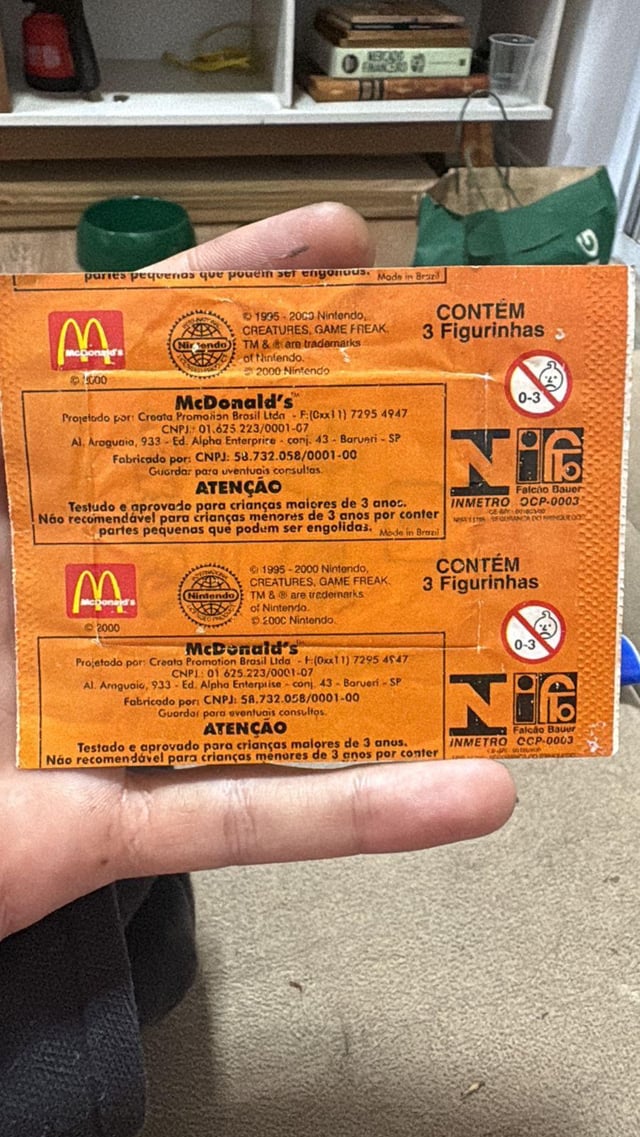 MERCADO
FINANCEIRO
partes pequenas que podem ser engolidas. Made in Brazil
McDonald's
© 2000
Nintendo
© 1995 - 2000 Nintendo,
CREATURES, GAME FREAK.
TM & ® are trademarks
of Nintendo.
© 2000 Nintendo
CONTÉM
3 Figurinhas
0-3
McDonald's™
Projetado por: Creata Promotion Brasil Ltda - F:(0xx11) 7295 4947
CNPJ: 01.625.223/0001-07
Al. Araguaia, 933 - Ed. Alpha Enterprise - conj. 43 - Barueri - SP
Fabricado por: CNPJ: 58.732.058/0001-00
Guardar para eventuais consultas.
ATENÇÃO
Testado e aprovado para crianças maiores de 3 anos.
Não recomendável para crianças menores de 3 anos por conter
partes pequenas que podem ser engolidas. Made in Brazil
INMETRO
Falcão Bauer
OCP-0003
McDonald's
© 2000
Nintendo
© 1995 - 2000 Nintendo,
CREATURES, GAME FREAK.
TM & ® are trademarks
of Nintendo.
© 2000 Nintendo.
CONTÉM
3 Figurinhas
0-3
McDonald's™
Projetado por: Creata Promotion Brasil Ltda - F:(0xx11) 7295 4947
CNPJ: 01.625.223/0001-07
Al. Araguaia, 933 - Ed. Alpha Enterprise - conj. 43 - Barueri - SP
Fabricado por: CNPJ: 58.732.058/0001-00
Guardar para eventuais consultas.
ATENÇÃO
Testado e aprovado para crianças maiores de 3 anos.
Não recomendável para crianças menores de 3 anos por conter
INMETRO
Falcão Bauer
OCP-0003